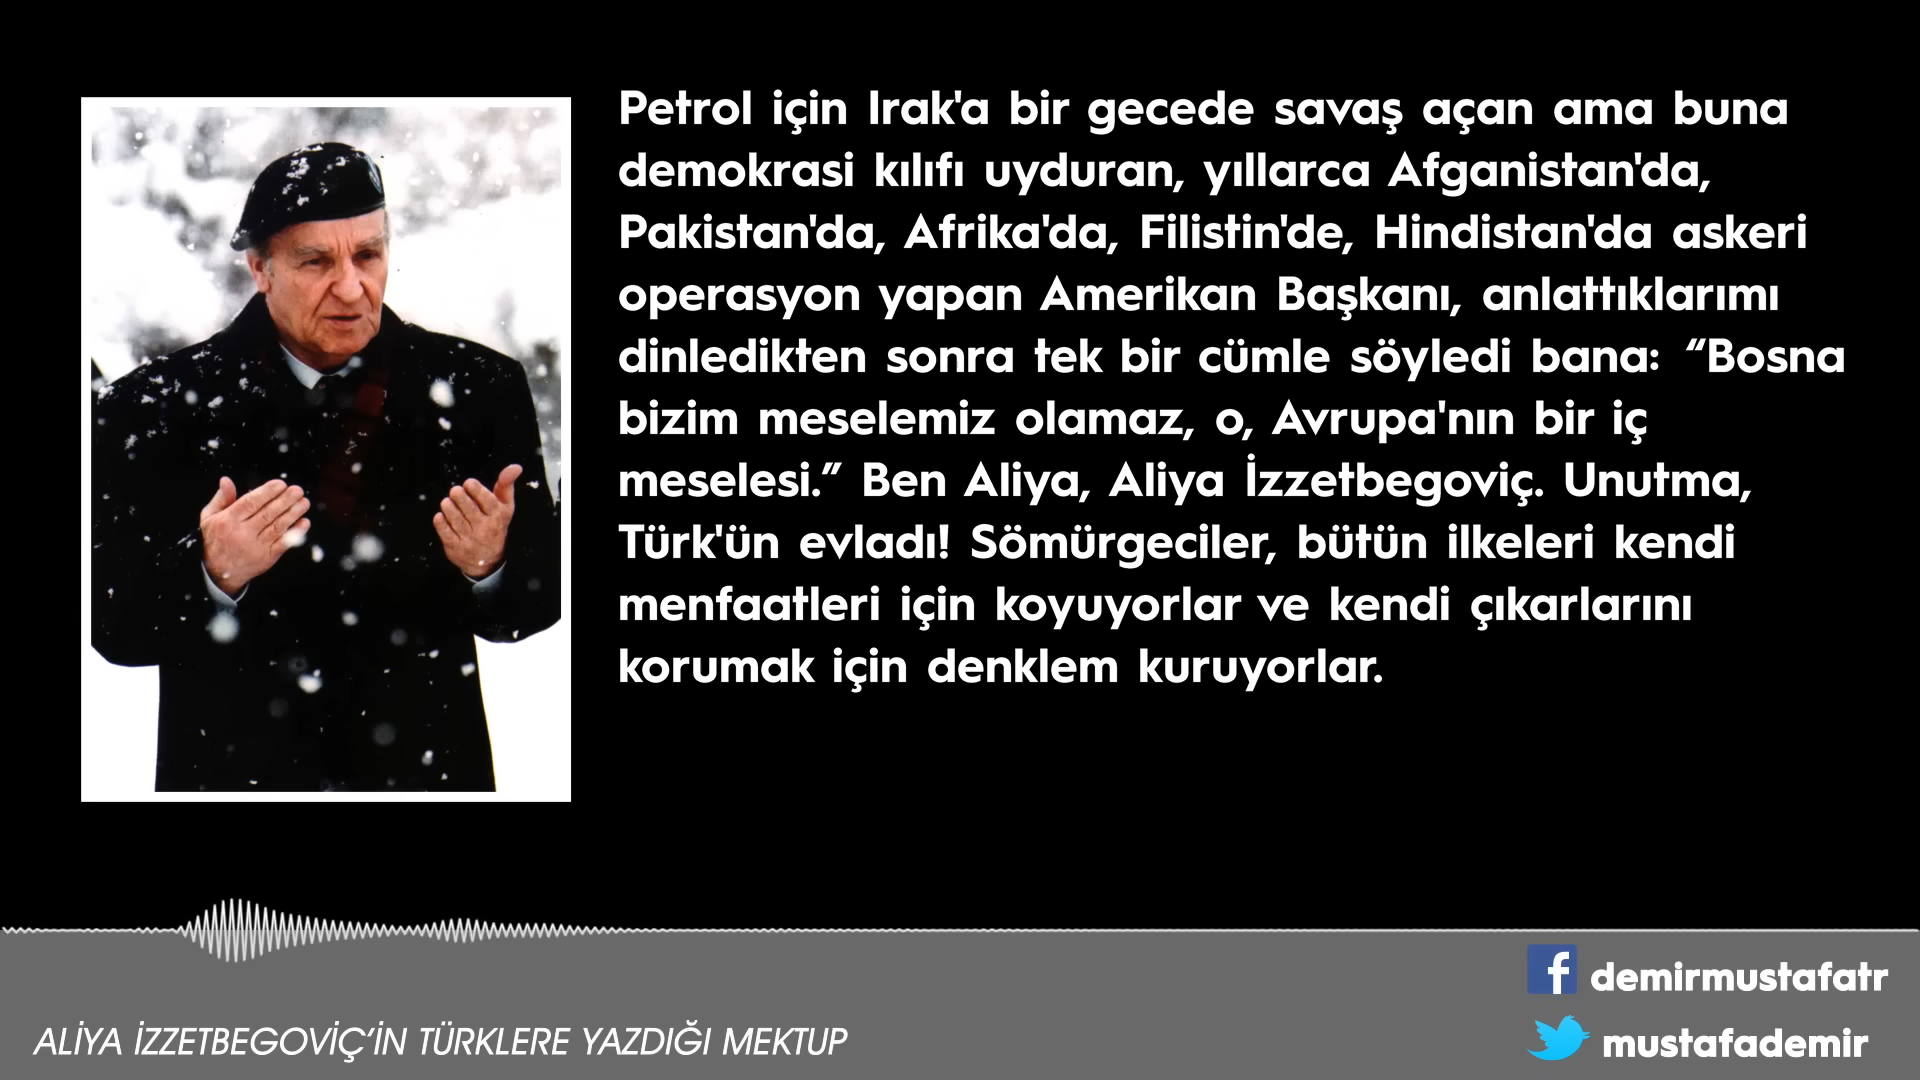 Petrol için Irak'a bir gecede savaş açan ama buna
demokrasi kılıfı uyduran, yıllarca Afganistan'da,
Pakistan'da, Afrika'da, Filistin'de, Hindistan'da askeri
operasyon yapan Amerikan Başkanı, anlattıklarımı
dinledikten sonra tek bir cümle söyledi bana: “Bosna
bizim meselemiz olamaz, o, Avrupa'nın bir iç
meselesi.” Ben Aliya, Aliya İzzetbegoviç. Unutma,
Türk'ün evladı! Sömürgeciler, bütün ilkeleri kendi
menfaatleri için koyuyorlar ve kendi çıkarlarını
korumak için denklem kuruyorlar.
f demirmustafatr
ALİYA İZZETBEGOVİÇ’İN TÜRKLERE YAZDIĞI MEKTUP
mustafademir